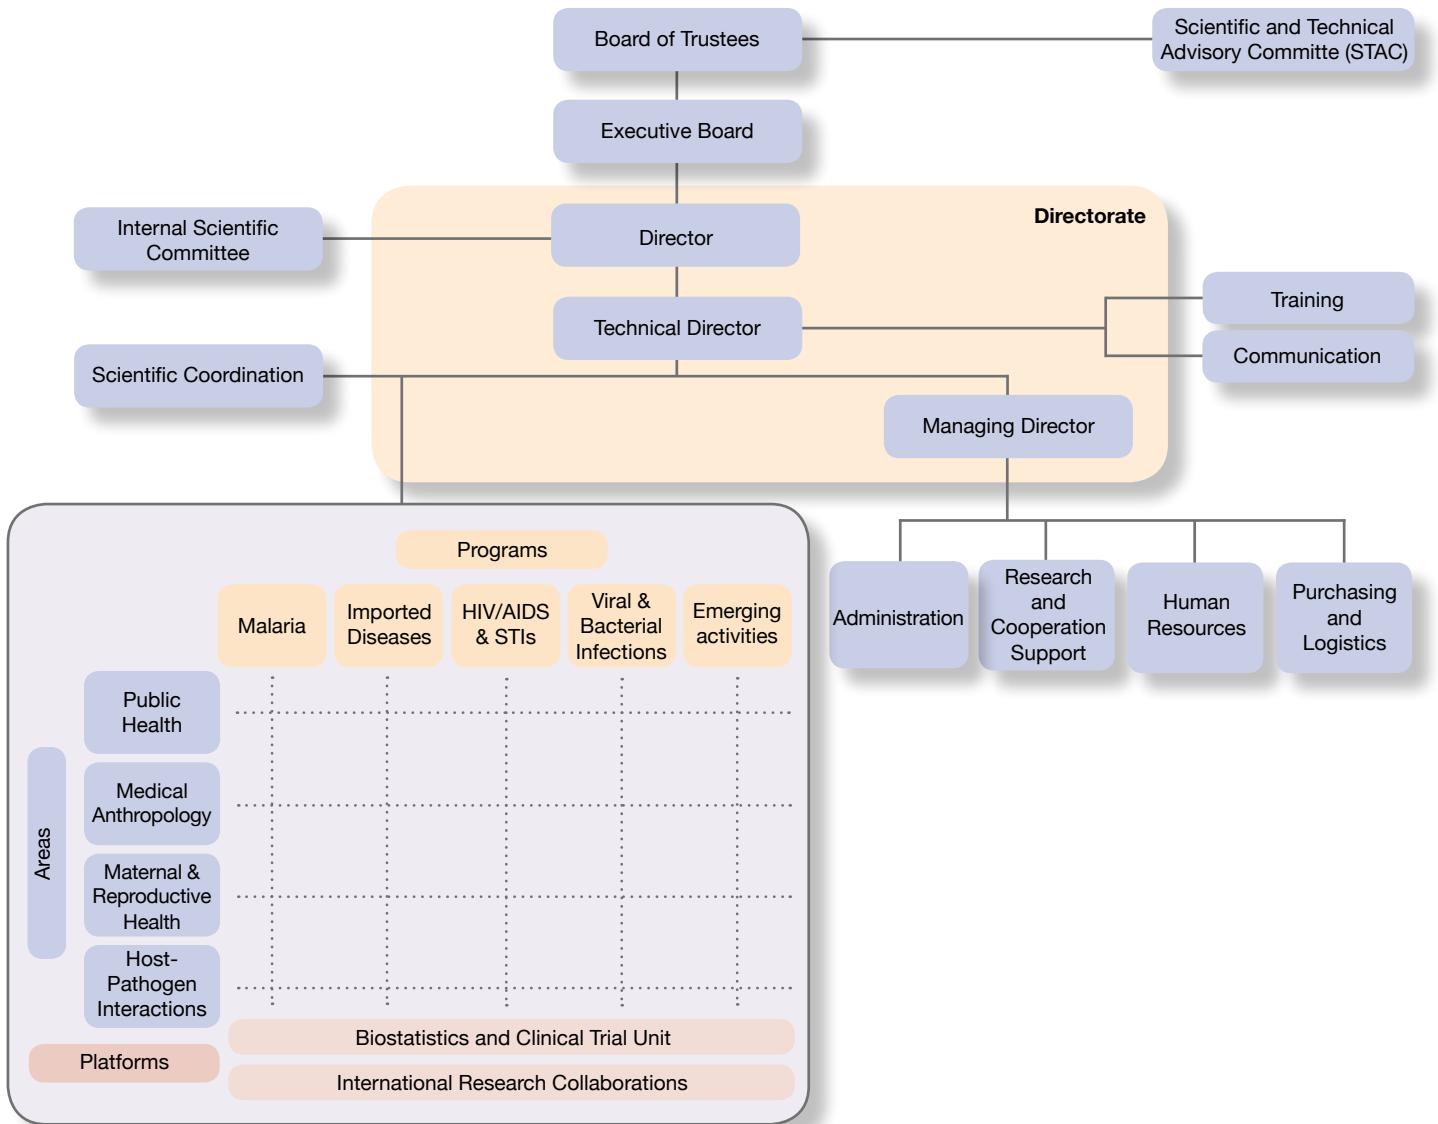 Board of Trustees
Scientific and Technical
Advisory Committe (STAC)
Executive Board
Directorate
Internal Scientific
Committee
Director
Training
Technical Director
Communication
Scientific Coordination
Managing Director
Programs
Malaria
Imported
Diseases
HIV/AIDS
& STIs
Viral &
Bacterial
Infections
Emerging
activities
Administration
Research
and
Cooperation
Support
Human
Resources
Purchasing
and
Logistics
Areas
Public
Health
Medical
Anthropology
Maternal &
Reproductive
Health
Host-
Pathogen
Interactions
Platforms
Biostatistics and Clinical Trial Unit
International Research Collaborations